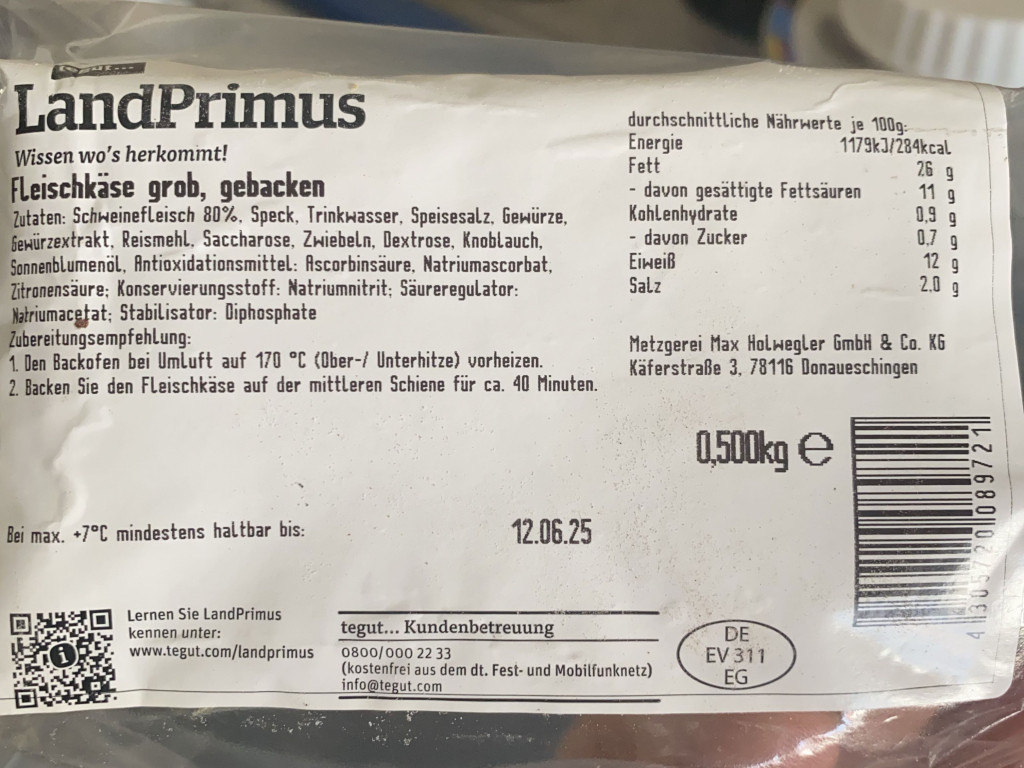 tegut...
LandPrimus
Wissen wo's herkommt!
Fleischkäse grob, gebacken
Zutaten: Schweinefleisch 80%, Speck, Trinkwasser, Speisesalz, Gewürze,
Gewürzextrakt, Reismehl, Saccharose, Zwiebeln, Dextrose, Knoblauch,
Sonnenblumenöl, Antioxidationsmittel: Ascorbinsäure, Natriumascorbat,
Zitronensäure; Konservierungsstoff: Natriumnitrit; Säureregulator:
Natriumacetat; Stabilisator: Diphosphate
Zubereitungsempfehlung:
1. Den Backofen bei Umluft auf 170 °C (Ober-/ Unterhitze) vorheizen.
2. Backen Sie den Fleischkäse auf der mittleren Schiene für ca. 40 Minuten.
durchschnittliche Nährwerte je 100g:
Energie 1179kJ/284kcal
Fett 26 g
- davon gesättigte Fettsäuren 11 g
Kohlenhydrate 0,9 g
- davon Zucker 0,7 g
Eiweiß 12 g
Salz 2.0 g
Metzgerei Max Holwegler GmbH & Co. KG
Käferstraße 3, 78116 Donaueschingen
0,500kg e
4 305720 089721
Bei max. +7°C mindestens haltbar bis: 12.06.25
Lernen Sie LandPrimus
kennen unter:
www.tegut.com/landprimus
tegut... Kundenbetreuung
0800/000 22 33
(kostenfrei aus dem dt. Fest- und Mobilfunknetz)
info@tegut.com
DE
EV 311
EG